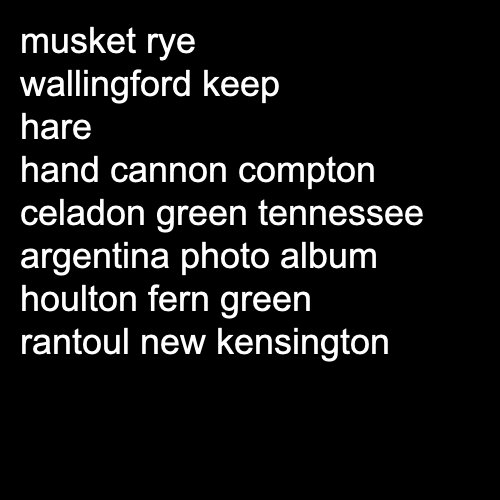 musket rye
wallingford keep
hare
hand cannon compton
celadon green tennessee
argentina photo album
houlton fern green
rantoul new kensington